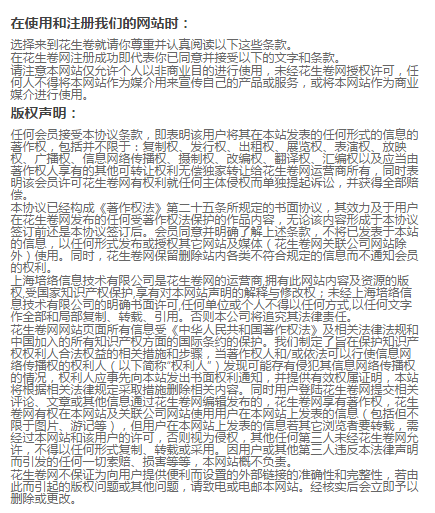 在使用和注册我们的网站时：
选择来到花生卷就请你尊重并认真阅读以下这些条款。
在花生卷网注册成功即代表你已同意并接受以下的文字和条款。
请注意本网站仅允许个人以非商业目的进行使用，未经花生卷网授权许可，任
何人不得将本网站作为媒介用来宣传自己的产品或服务，或将本网站作为商业
媒介进行使用。
版权声明：
任何会员接受本协议条款，即表明该用户将其在本站发表的任何形式的信息的
著作权，包括并不限于：复制权、发行权、出租权、展览权、表演权、放映
权、广播权、信息网络传播权、摄制权、改编权、翻译权、汇编权以及应当由
著作权人享有的其他可转让权利无偿独家转让给花生卷网运营商所有，同时表
明该会员许可花生卷网有权利就任何主体侵权而单独提起诉讼，并获得全部赔
偿。
本协议已经构成《著作权法》第二十五条所规定的书面协议，其效力及于用户
在花生卷网发布的任何受著作权法保护的作品内容，无论该内容形成于本协议
签订前还是本协议签订后。会员同意并明确了解上述条款，不将已发表于本站
的信息，以任何形式发布或授权其它网站及媒体（花生卷网关联公司网站除
外）使用。同时，花生卷网保留删除站内各类不符合规定的信息而不通知会员
的权利。
上海培络信息技术有限公司是花生卷网的运营商,拥有此网站内容及资源的版
权,受国家知识产权保护,享有对本网站声明的解释与修改权；未经上海培络信
息技术有限公司的明确书面许可,任何单位或个人不得以任何方式,以任何文字
作全部和局部复制、转载、引用。否则本公司将追究其法律责任。
花生卷网网站页面所有信息受《中华人民共和国著作权法》及相关法律法规和
中国加入的所有知识产权方面的国际条约的保护。我们制定了旨在保护知识产
权权利人合法权益的相关措施和步骤，当著作权人和/或依法可以行使信息网
络传播权的权利人（以下简称"权利人"）发现可能存有侵犯其信息网络传播权
的情况，权利人应事先向本站发出书面权利通知，并提供有效权属证明，本站
将根据相关法律规定采取措施删除相关内容。同时用户登陆花生卷网提交相关
评论、文章或其他信息通过花生卷网编辑发布的，花生卷网享有著作权，花生
卷网有权在本网站及关联公司网站使用用户在本网站上发表的信息（包括但不
限于图片、游记等），但用户在本网站上发表的信息若其它浏览者要转载，需
经过本网站和该用户的许可，否则视为侵权，其他任何第三人未经花生卷网允
许，不得以任何形式复制、转载或采用。因用户或其他第三人违反本法律声明
而引发的任何一切索赔、损害等等，本网站概不负责。
花生卷网不保证为向用户提供便利而设置的外部链接的准确性和完整性，若由
此而引起的版权问题或其他问题，请致电或电邮本网站。经核实后会立即予以
删除或更改。